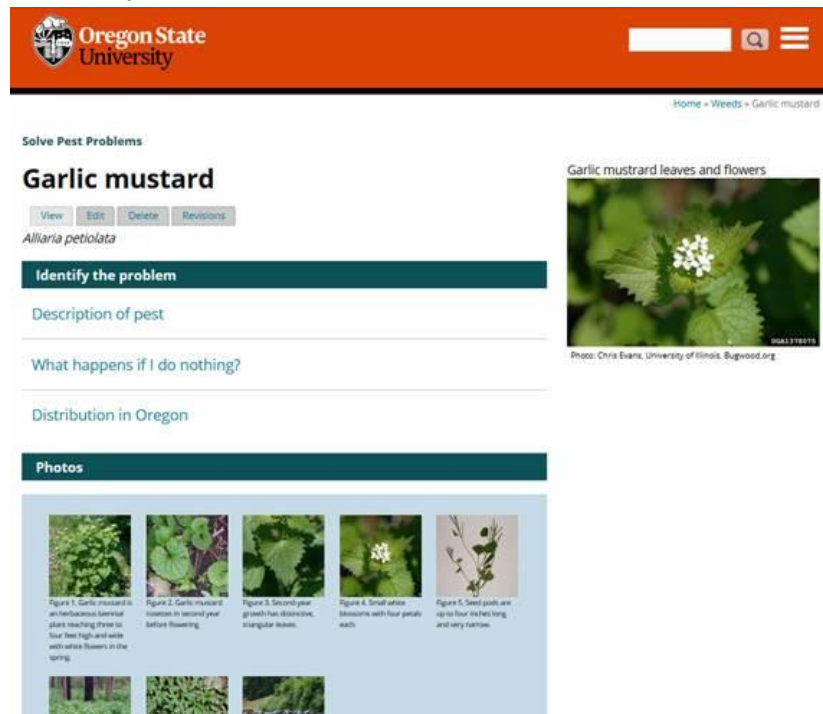 Oregon State
University
Home » Weeds » Garlic mustard
Solve Pest Problems
Garlic mustard
View Edit Delete Revisions
Alliaria petiolata
Identify the problem
Description of pest
What happens if I do nothing?
Distribution in Oregon
Photos
Figure 1. Garlic mustard is
an herbaceous biennial
plant reaching three to
four feet high and wide
with white flowers in the
spring.
Figure 2. Garlic mustard
rosettes in second year
before flowering.
Figure 3. Second-year
growth has distinctive,
triangular leaves.
Figure 4. Small white
blossoms with four petals
each.
Figure 5. Seed pods are
up to four inches long
and very narrow.
Garlic mustrard leaves and flowers
UGA1378075
Photo: Chris Evans, University of Illinois, Bugwood.org